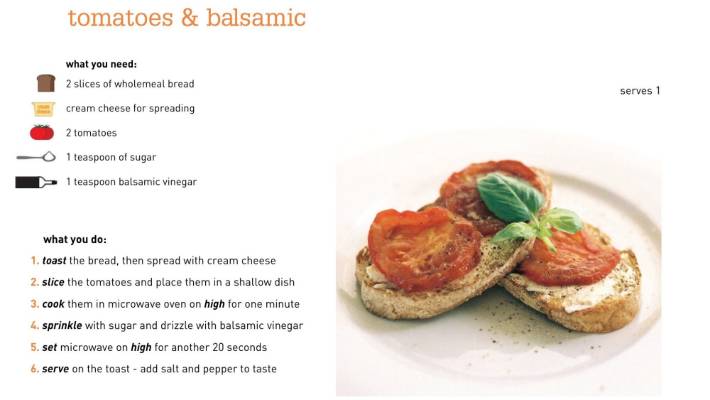 tomatoes & balsamic
what you need:
2 slices of wholemeal bread
serves 1
cream cheese for spreading
2 tomatoes
1 teaspoon of sugar
1 teaspoon balsamic vinegar
what you do:
1. toast the bread, then spread with cream cheese
2. slice the tomatoes and place them in a shallow dish
3. cook them in microwave oven on high for one minute
4. sprinkle with sugar and drizzle with balsamic vinegar
5. set microwave on high for another 20 seconds
6. serve on the toast - add salt and pepper to taste